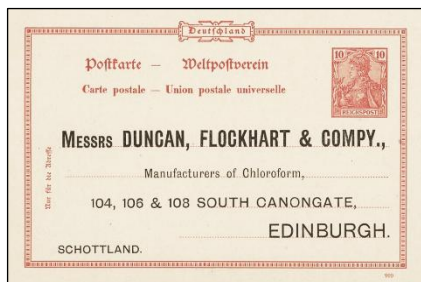 Deutschland
Postkarte — Weltpostverein
Carte postale — Union postale universelle
10 10
REICHSPOST
MESSRS DUNCAN, FLOCKHART & COMPY.,
Manufacturers of Chloroform,
104, 106 & 108 SOUTH CANONGATE,
EDINBURGH.
SCHOTTLAND.
Nur für die Adresse